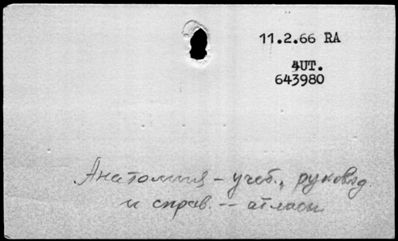 11.2.66 RA
4UT.
643980
Анатомия – учеб., руковод.
и справ. -- атласы